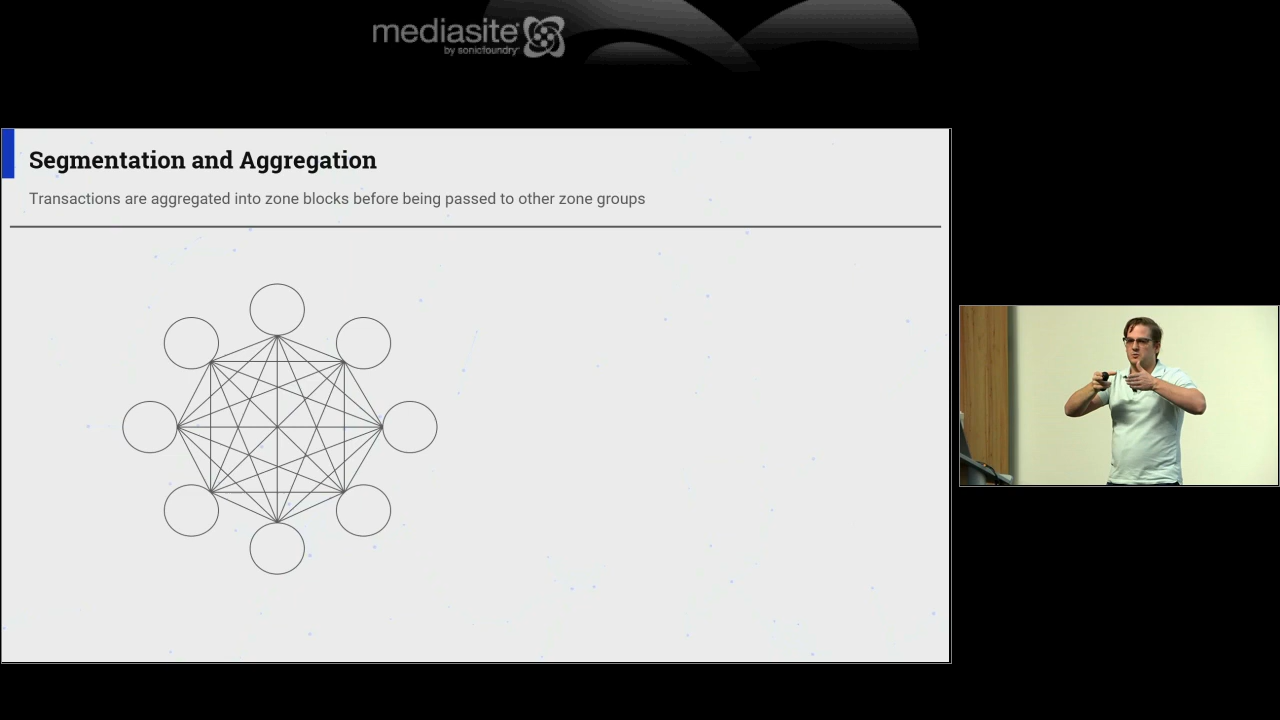 mediasite
by sonicfoundry
Segmentation and Aggregation
Transactions are aggregated into zone blocks before being passed to other zone groups